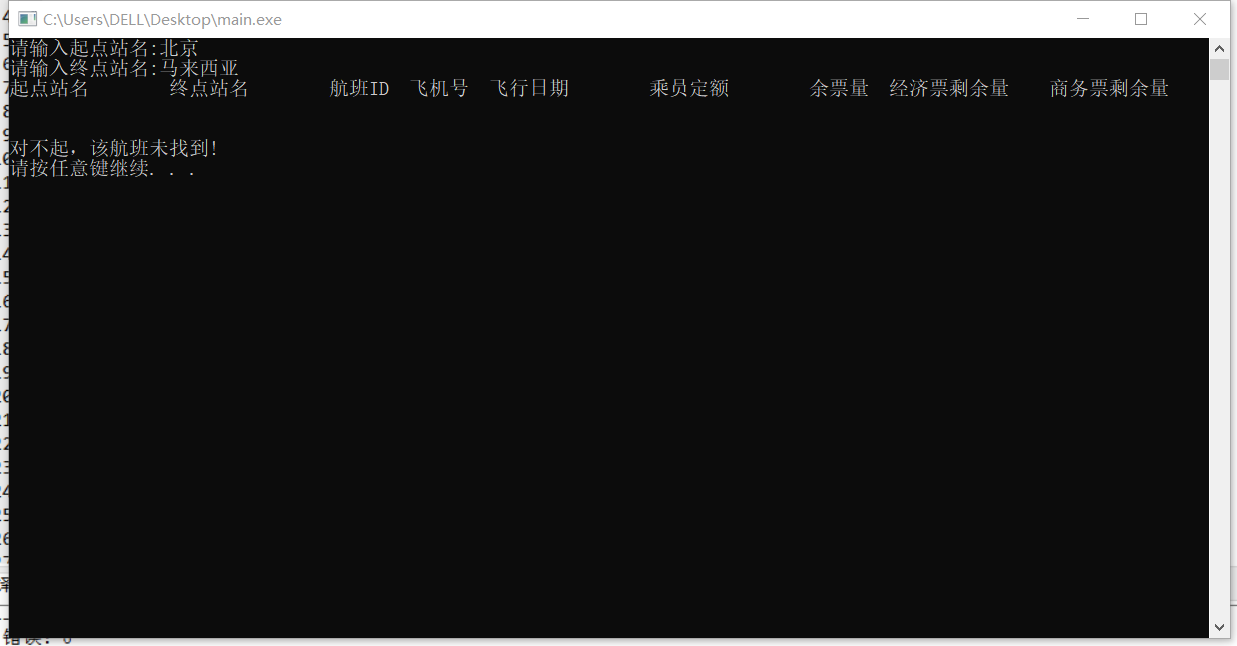 C:\Users\DELL\Desktop\main.exe
请输入起点站名:北京
请输入终点站名:马来西亚
起点站名 终点站名 航班ID 飞机号 飞行日期 乘员定额 余票量 经济票剩余量 商务票剩余量
对不起，该航班未找到!
请按任意键继续. . .